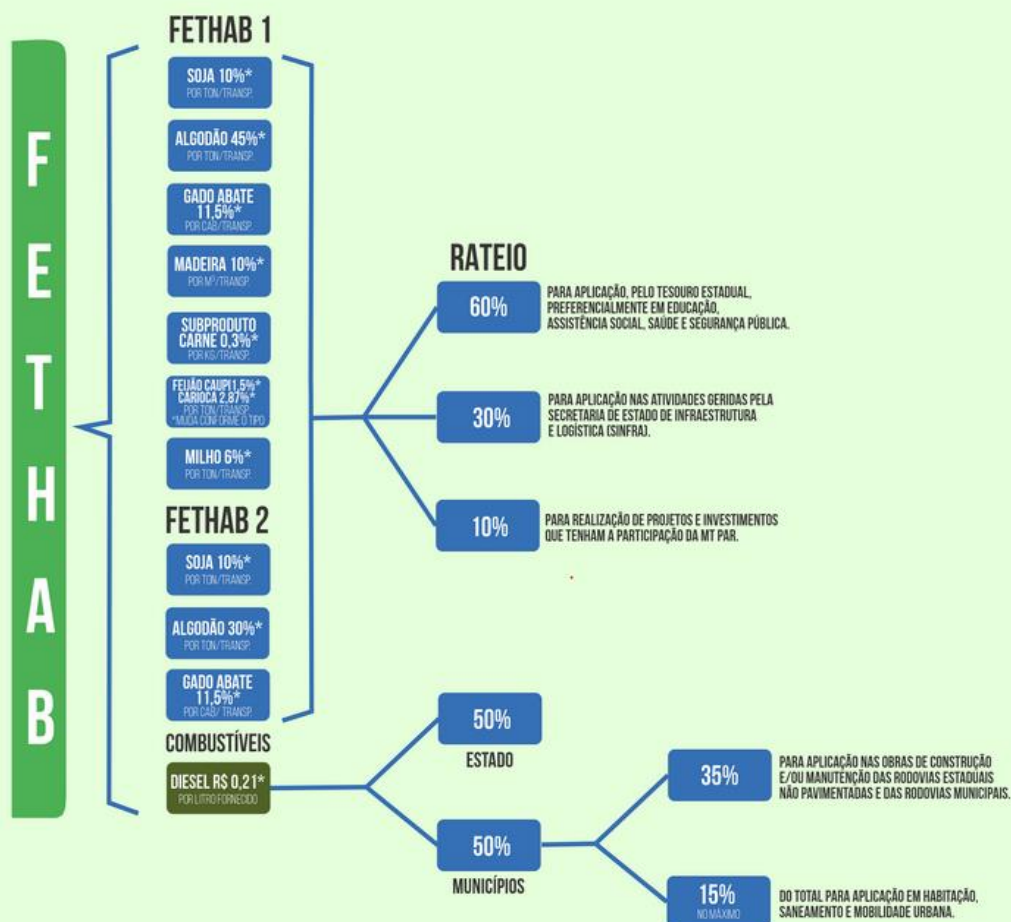 FETHAB
FETHAB 1
SOJA 10%*
POR TON/TRANSP.
ALGODÃO 45%*
POR TON/TRANSP.
GADO ABATE
11,5%*
POR CAB/TRANSP.
MADEIRA 10%*
POR M³/TRANSP.
SUBPRODUTO
CARNE 0,3%*
POR KG/TRANSP.
FEIJÃO CAUPI 1,5%*
CARIOCA 2,87%*
POR TON/TRANSP.
*MUDA CONFORME O TIPO
MILHO 6%*
POR TON/TRANSP.
FETHAB 2
SOJA 10%*
POR TON/TRANSP.
ALGODÃO 30%*
POR TON/TRANSP.
GADO ABATE
11,5%*
POR CAB/ TRANSP.
COMBUSTÍVEIS
DIESEL R$ 0,21*
POR LITRO FORNECIDO
RATEIO
60%
PARA APLICAÇÃO, PELO TESOURO ESTADUAL,
PREFERENCIALMENTE EM EDUCAÇÃO,
ASSISTÊNCIA SOCIAL, SAÚDE E SEGURANÇA PÚBLICA.
30%
PARA APLICAÇÃO NAS ATIVIDADES GERIDAS PELA
SECRETARIA DE ESTADO DE INFRAESTRUTURA
E LOGÍSTICA (SINFRA).
10%
PARA REALIZAÇÃO DE PROJETOS E INVESTIMENTOS
QUE TENHAM A PARTICIPAÇÃO DA MT PAR.
50%
ESTADO
50%
MUNICÍPIOS
35%
PARA APLICAÇÃO NAS OBRAS DE CONSTRUÇÃO
E/OU MANUTENÇÃO DAS RODOVIAS ESTADUAIS
NÃO PAVIMENTADAS E DAS RODOVIAS MUNICIPAIS.
15%
NO MÁXIMO
DO TOTAL PARA APLICAÇÃO EM HABITAÇÃO,
SANEAMENTO E MOBILIDADE URBANA.